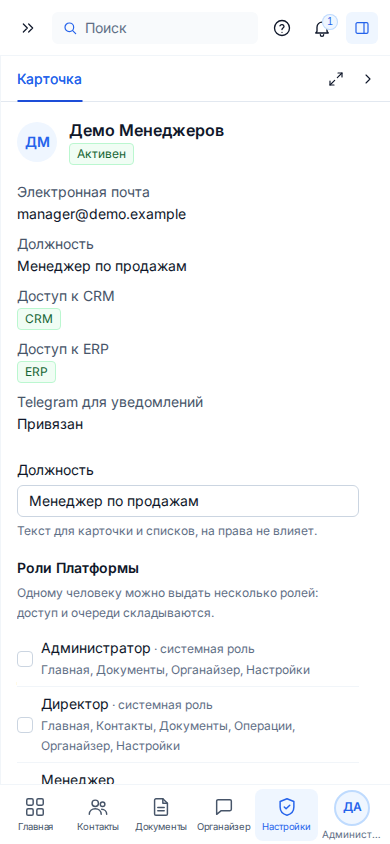 Поиск
1
Карточка
ДМ
Демо Менеджеров
Активен
Электронная почта
manager@demo.example
Должность
Менеджер по продажам
Доступ к CRM
CRM
Доступ к ERP
ERP
Telegram для уведомлений
Привязан
Должность
Менеджер по продажам
Текст для карточки и списков, на права не влияет.
Роли Платформы
Одному человеку можно выдать несколько ролей:
доступ и очереди складываются.
Администратор · системная роль
Главная, Документы, Органайзер, Настройки
Директор · системная роль
Главная, Контакты, Документы, Операции,
Органайзер, Настройки
Менеджер
ДА
Главная Контакты Документы Органайзер Настройки Админист...